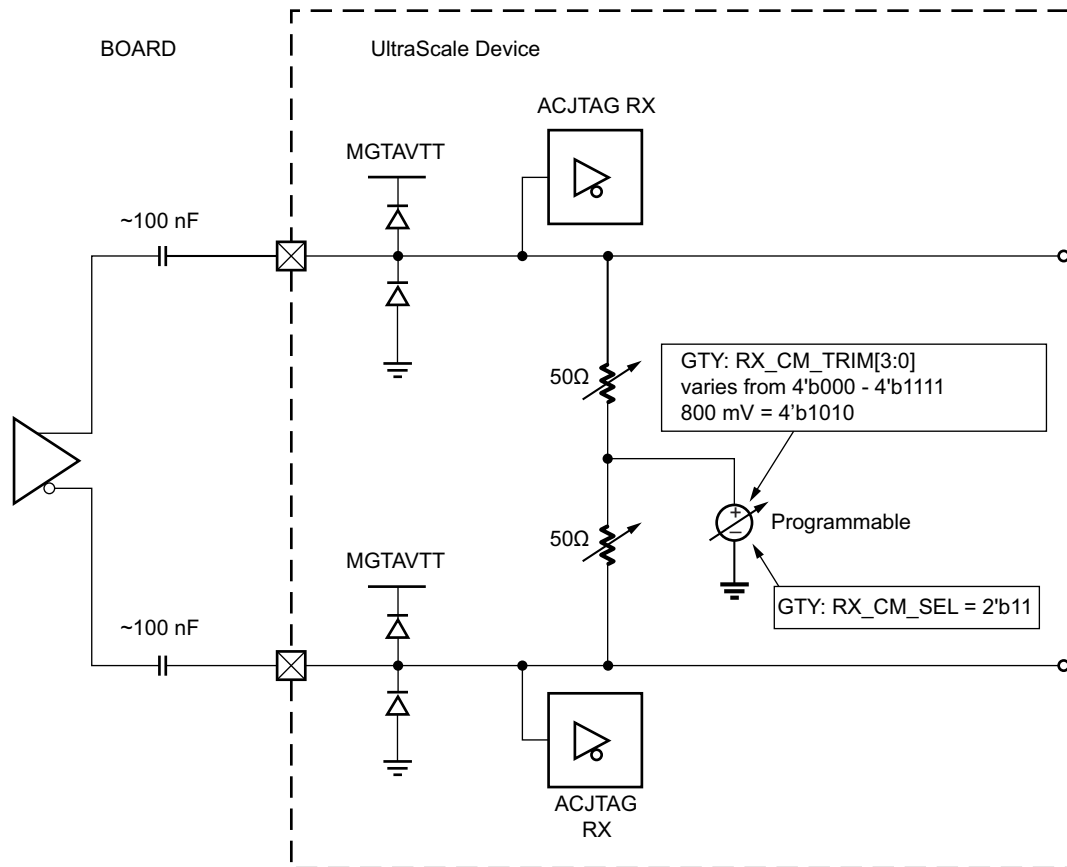 BOARD
UltraScale Device
ACJTAG RX
MGTAVTT
~100 nF
GTY: RX_CM_TRIM[3:0]
varies from 4'b000 - 4'b1111
800 mV = 4’b1010
50Ω
+
−
Programmable
50Ω
MGTAVTT
GTY: RX_CM_SEL = 2'b11
~100 nF
ACJTAG
RX